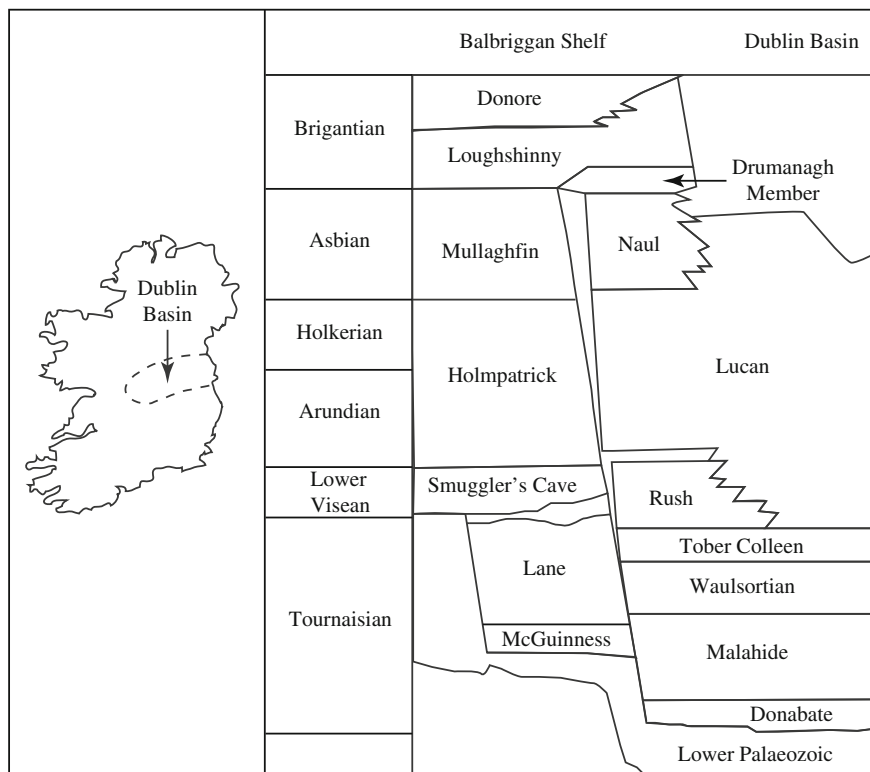 Balbriggan Shelf
Dublin Basin
Donore
Brigantian
Loughshinny
Drumanagh
Member
Asbian
Mullaghfin
Naul
Dublin
Basin
Holkerian
Holmpatrick
Lucan
Arundian
Lower
Visean
Smuggler's Cave
Rush
Tober Colleen
Lane
Waulsortian
Tournaisian
McGuinness
Malahide
Donabate
Lower Palaeozoic